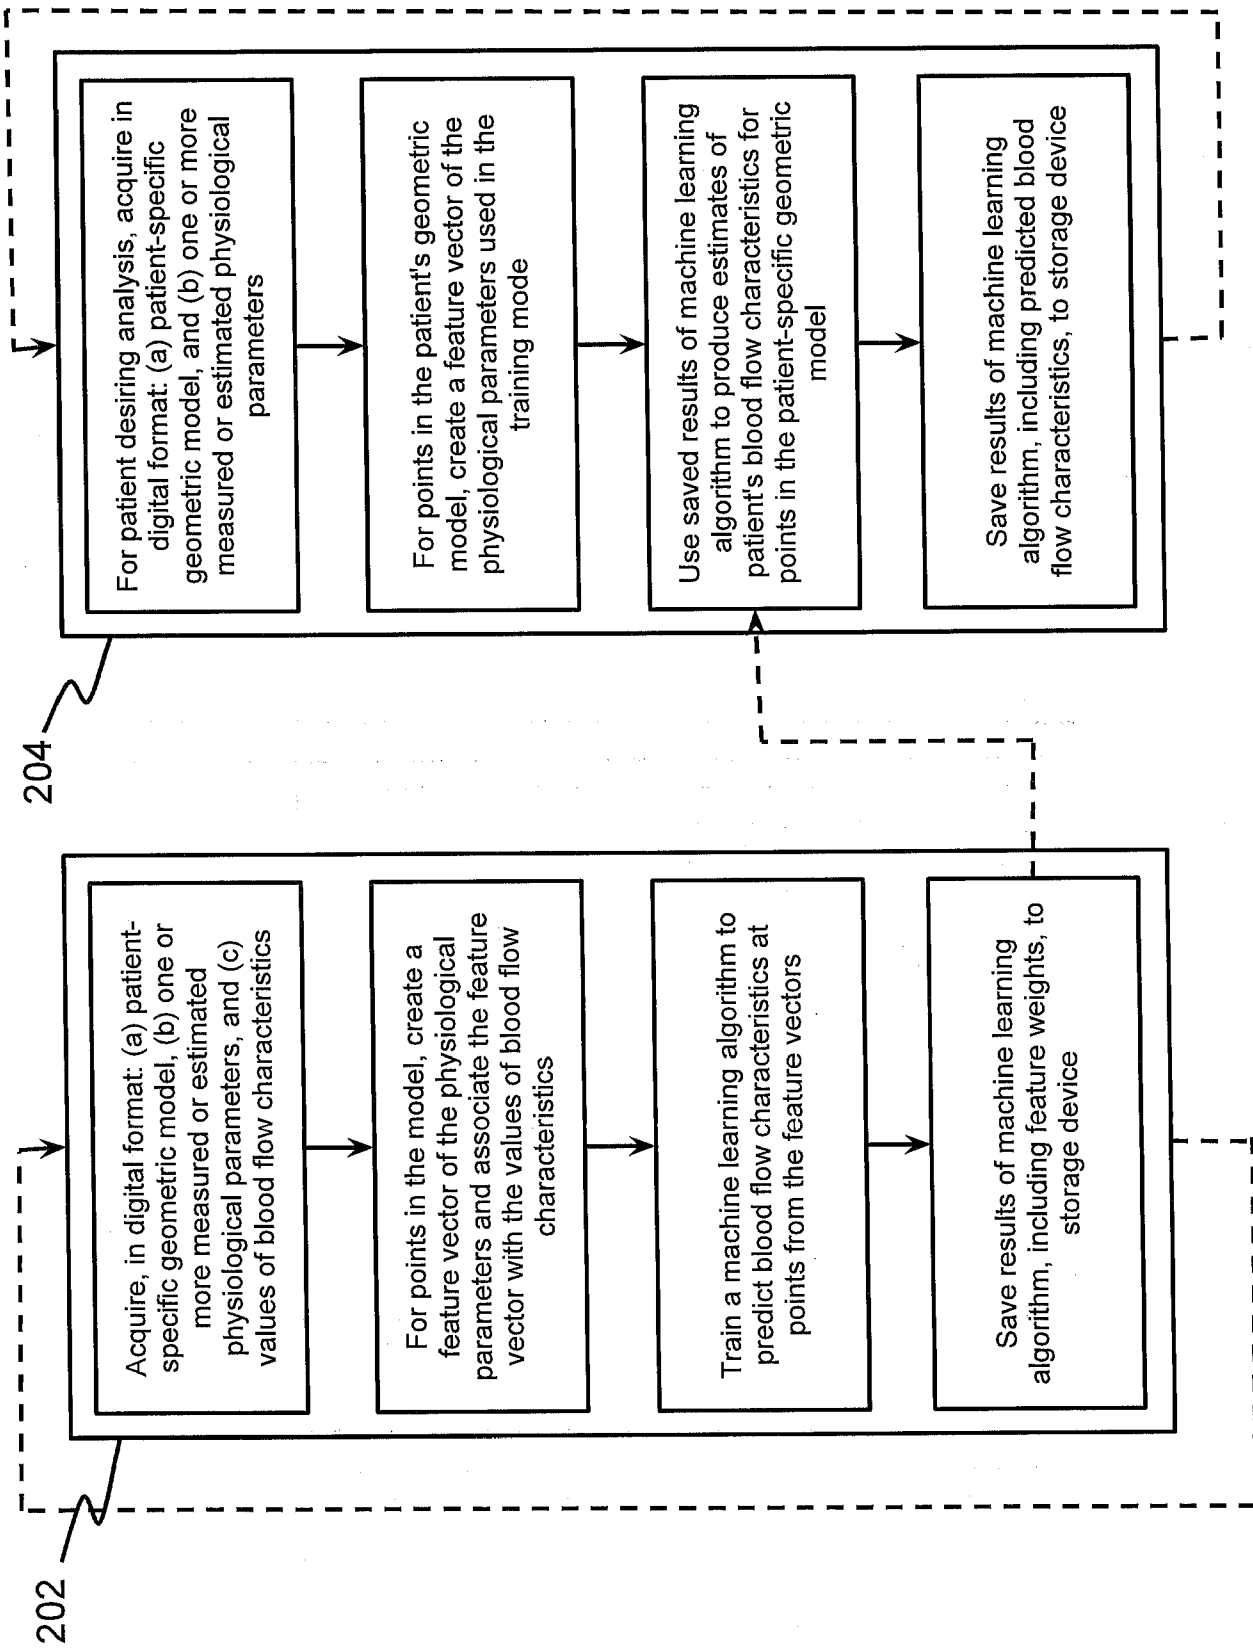 202
Acquire, in digital format: (a) patient-
specific geometric model, (b) one or
more measured or estimated
physiological parameters, and (c)
values of blood flow characteristics
For points in the model, create a
feature vector of the physiological
parameters and associate the feature
vector with the values of blood flow
characteristics
Train a machine learning algorithm to
predict blood flow characteristics at
points from the feature vectors
Save results of machine learning
algorithm, including feature weights, to
storage device
204
For patient desiring analysis, acquire in
digital format: (a) patient-specific
geometric model, and (b) one or more
measured or estimated physiological
parameters
For points in the patient's geometric
model, create a feature vector of the
physiological parameters used in the
training mode
Use saved results of machine learning
algorithm to produce estimates of
patient's blood flow characteristics for
points in the patient-specific geometric
model
Save results of machine learning
algorithm, including predicted blood
flow characteristics, to storage device